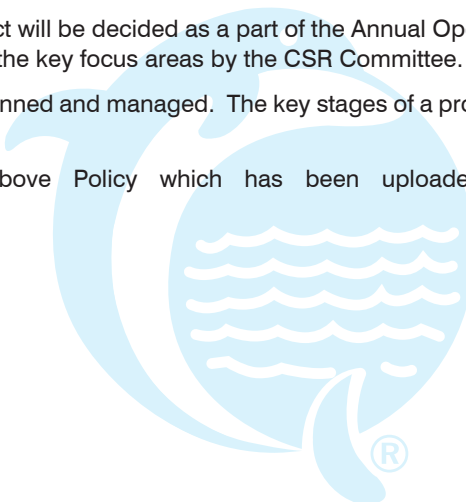 ct will be decided as a part of the Annual Ope
the key focus areas by the CSR Committee.
nned and managed. The key stages of a pro
bove Policy which has been uploade
®